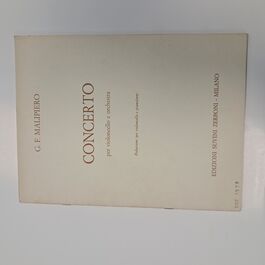 G. F. MALIPIERO
CONCERTO
per violoncello e orchestra
Riduzione per violoncello e pianoforte
EDIZIONI SUVINI ZERBONI - MILANO